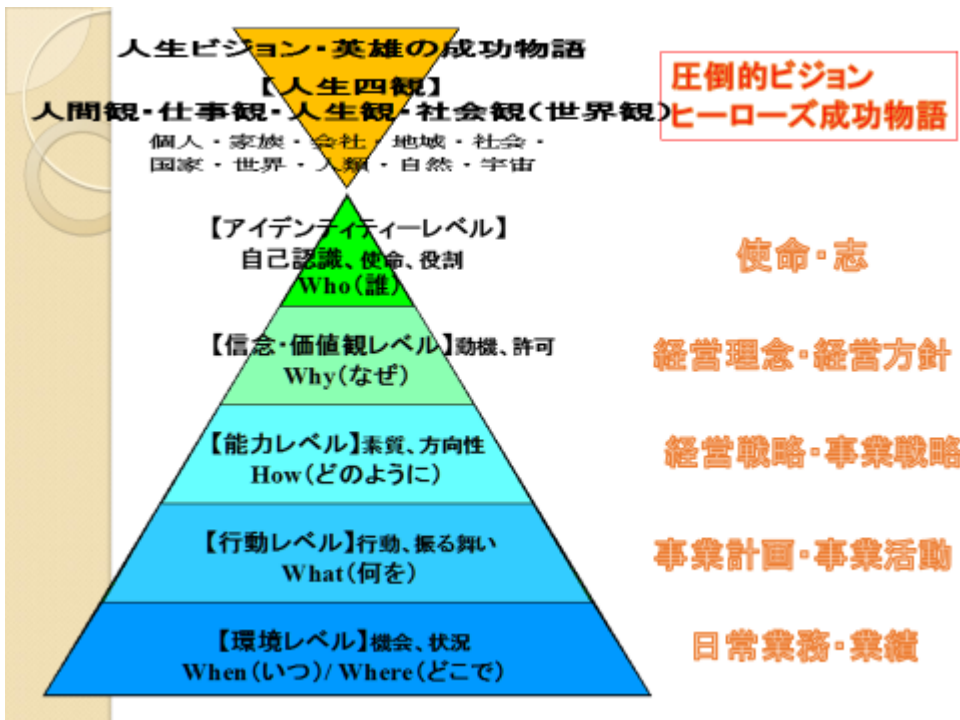 人生ビジョン・英雄の成功物語
【人生四観】
人間観・仕事観・人生観・社会観(世界観)
個人・家族・会社・地域・社会・
国家・世界・人類・自然・宇宙
圧倒的ビジョン
ヒーローズ成功物語
【アイデンティティーレベル】
自己認識、使命、役割
Who(誰)
使命・志
【信念・価値観レベル】動機、許可
Why(なぜ)
経営理念・経営方針
【能力レベル】素質、方向性
How(どのように)
経営戦略・事業戦略
【行動レベル】行動、振る舞い
What(何を)
事業計画・事業活動
【環境レベル】機会、状況
When(いつ)/ Where(どこで)
日常業務・業績